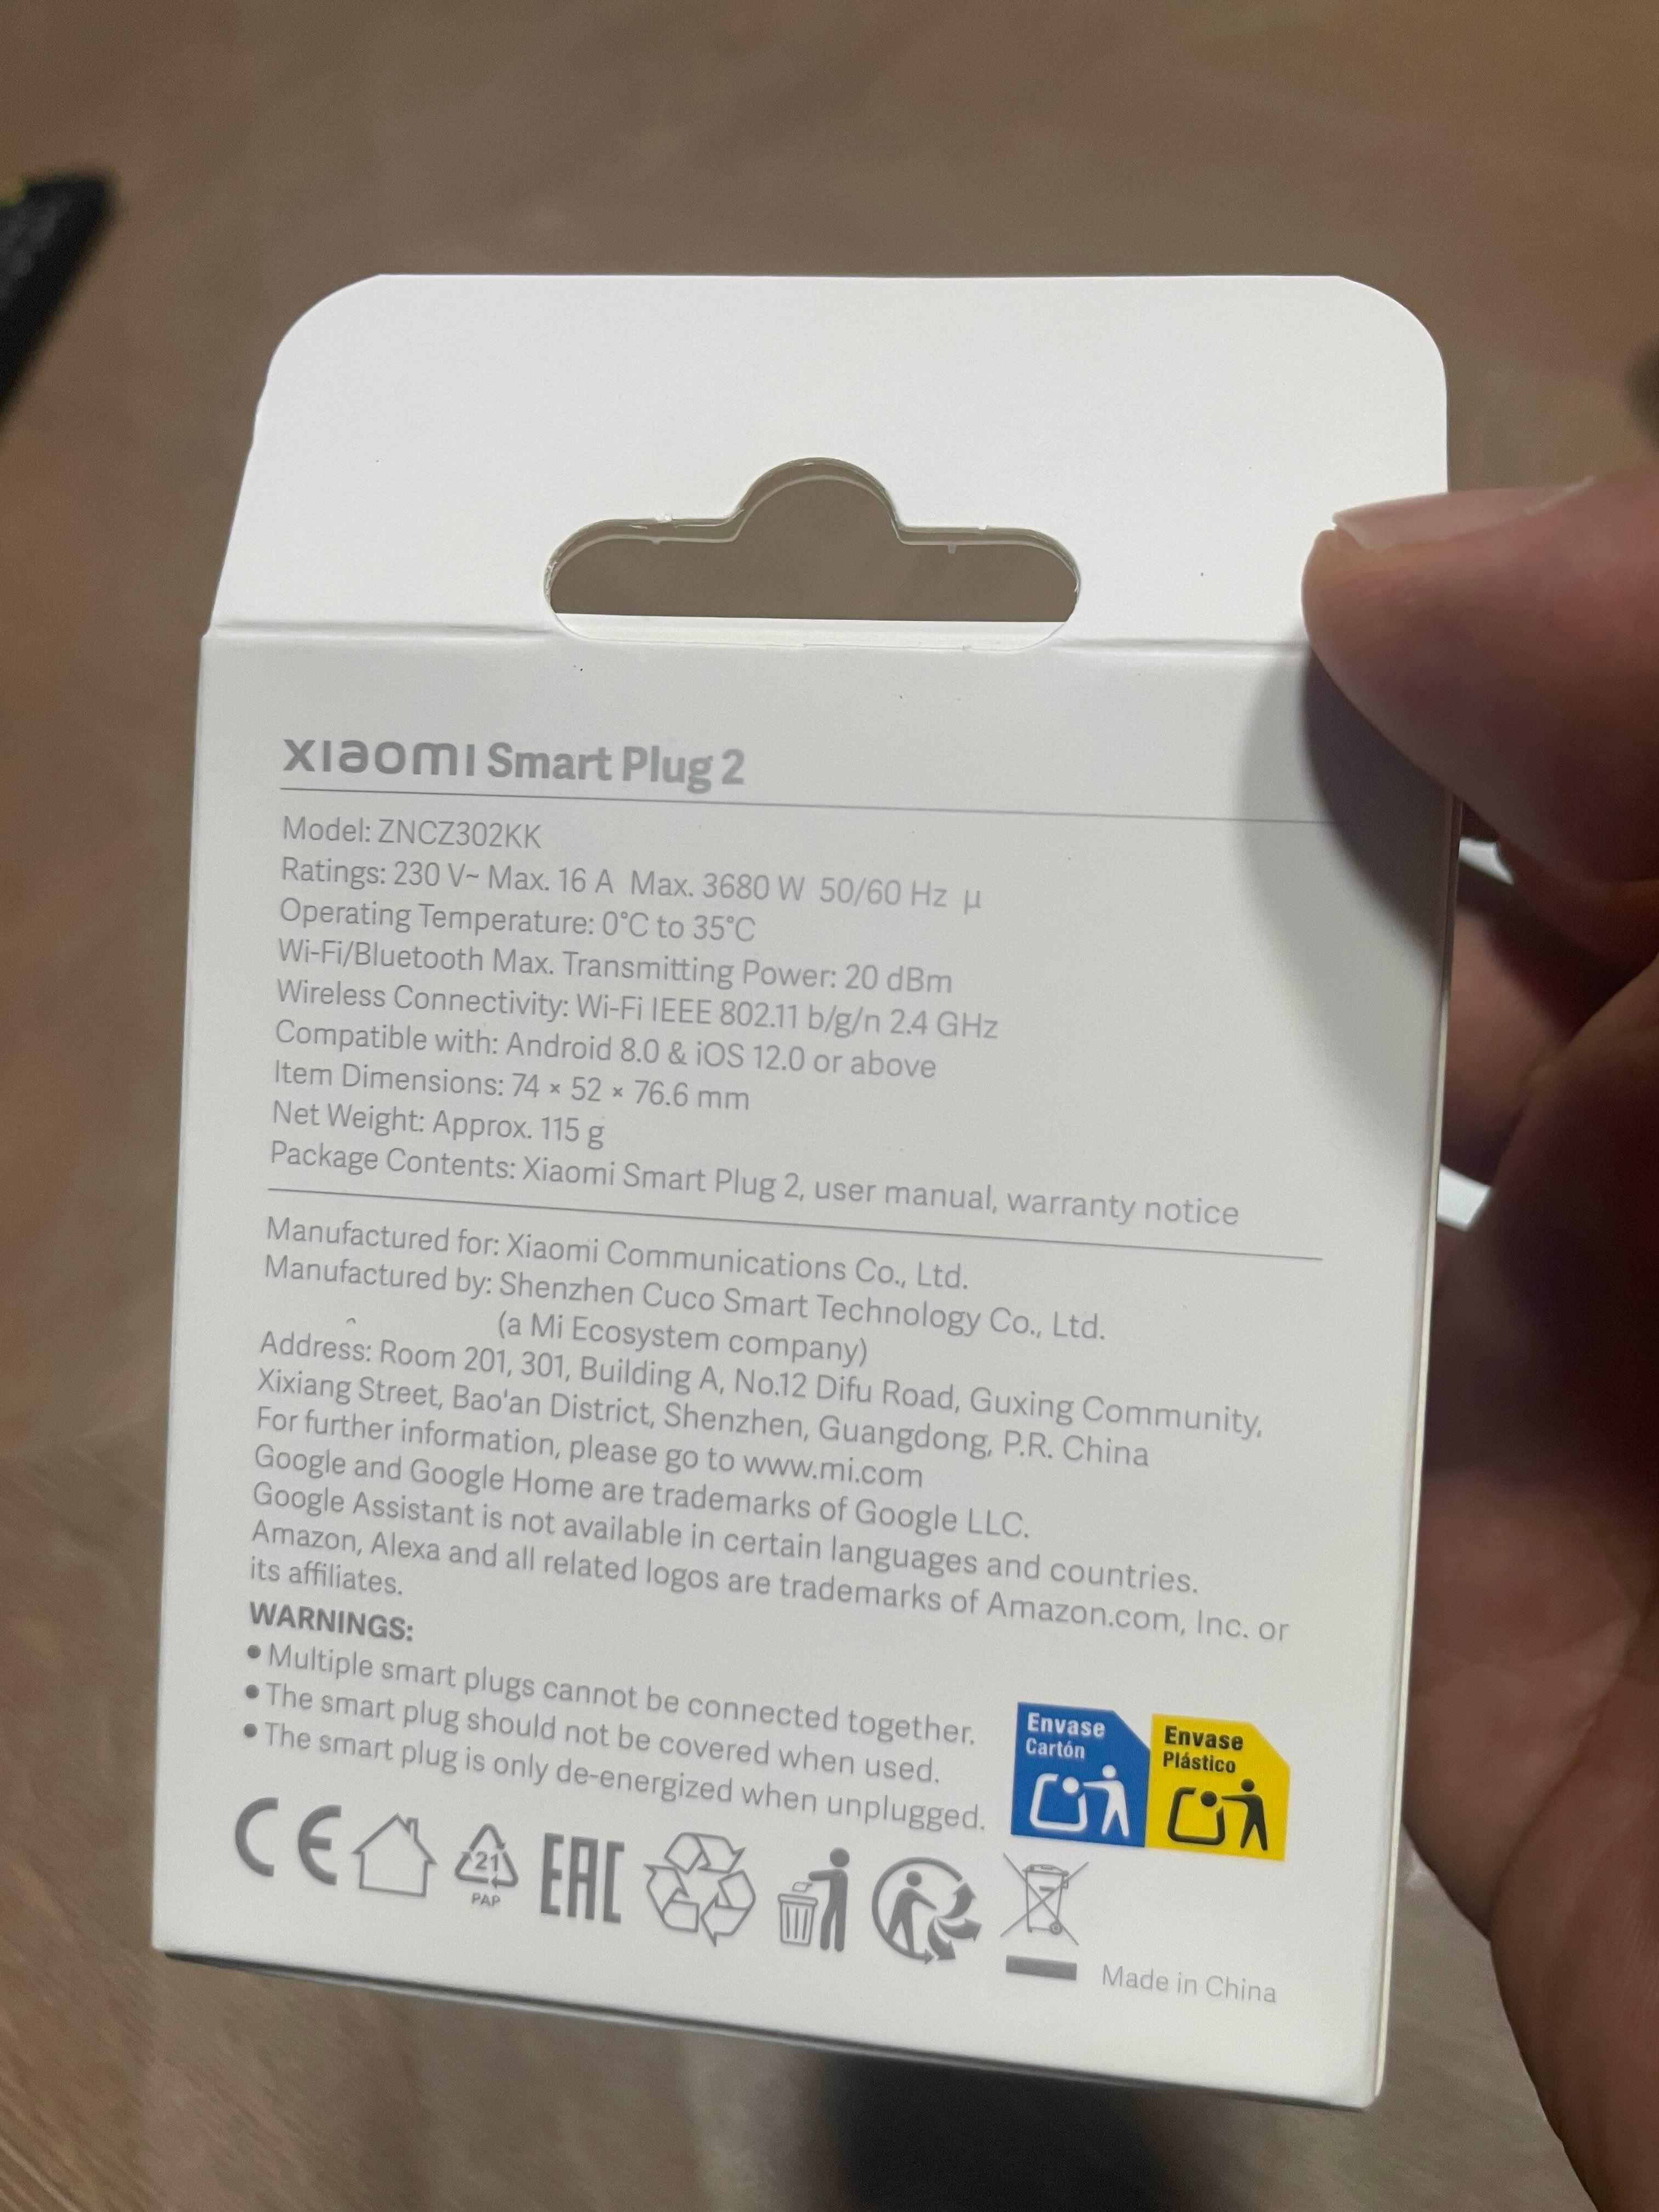 xiaomi Smart Plug 2
Model: ZNCZ302KK
Ratings: 230 V~ Max. 16 A  Max. 3680 W  50/60 Hz  μ
Operating Temperature: 0°C to 35°C
Wi-Fi/Bluetooth Max. Transmitting Power: 20 dBm
Wireless Connectivity: Wi-Fi IEEE 802.11 b/g/n 2.4 GHz
Compatible with: Android 8.0 & iOS 12.0 or above
Item Dimensions: 74 × 52 × 76.6 mm
Net Weight: Approx. 115 g
Package Contents: Xiaomi Smart Plug 2, user manual, warranty notice
Manufactured for: Xiaomi Communications Co., Ltd.
Manufactured by: Shenzhen Cuco Smart Technology Co., Ltd.
(a Mi Ecosystem company)
Address: Room 201, 301, Building A, No.12 Difu Road, Guxing Community,
Xixiang Street, Bao'an District, Shenzhen, Guangdong, P.R. China
For further information, please go to www.mi.com
Google and Google Home are trademarks of Google LLC.
Google Assistant is not available in certain languages and countries.
Amazon, Alexa and all related logos are trademarks of Amazon.com, Inc. or
its affiliates.
WARNINGS:
• Multiple smart plugs cannot be connected together.
• The smart plug should not be covered when used.
• The smart plug is only de-energized when unplugged.
Envase
Cartón
Envase
Plástico
CE
21
PAP
EAC
Made in China